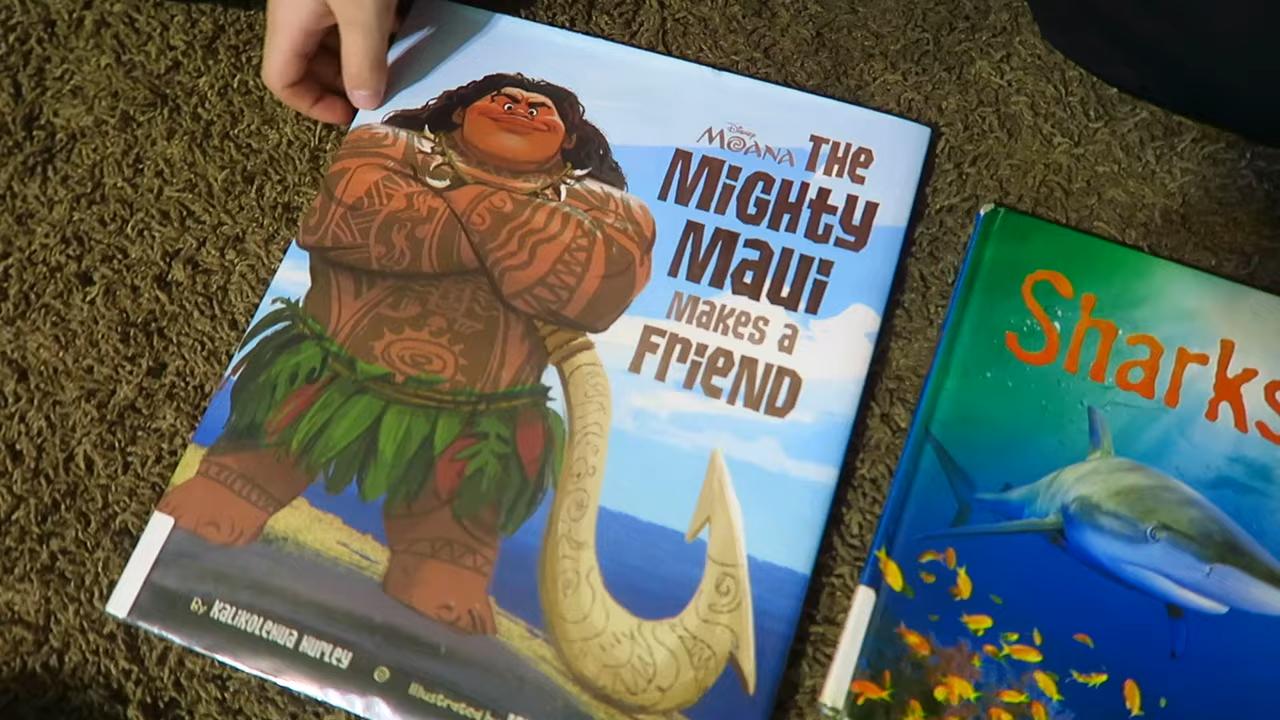 Disney
MOANA THE
MiGHty
Maui
Makes a
FrieND
By Kalikolehua Hurley
Illustrated by
Sharks